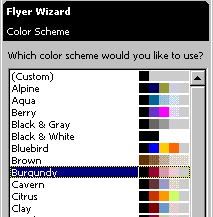 Flyer Wizard
Color Scheme
Which color scheme would you like to use?
(Custom)
Alpine
Aqua
Berry
Black & Gray
Black & White
Bluebird
Brown
Burgundy
Cavern
Citrus
Clay